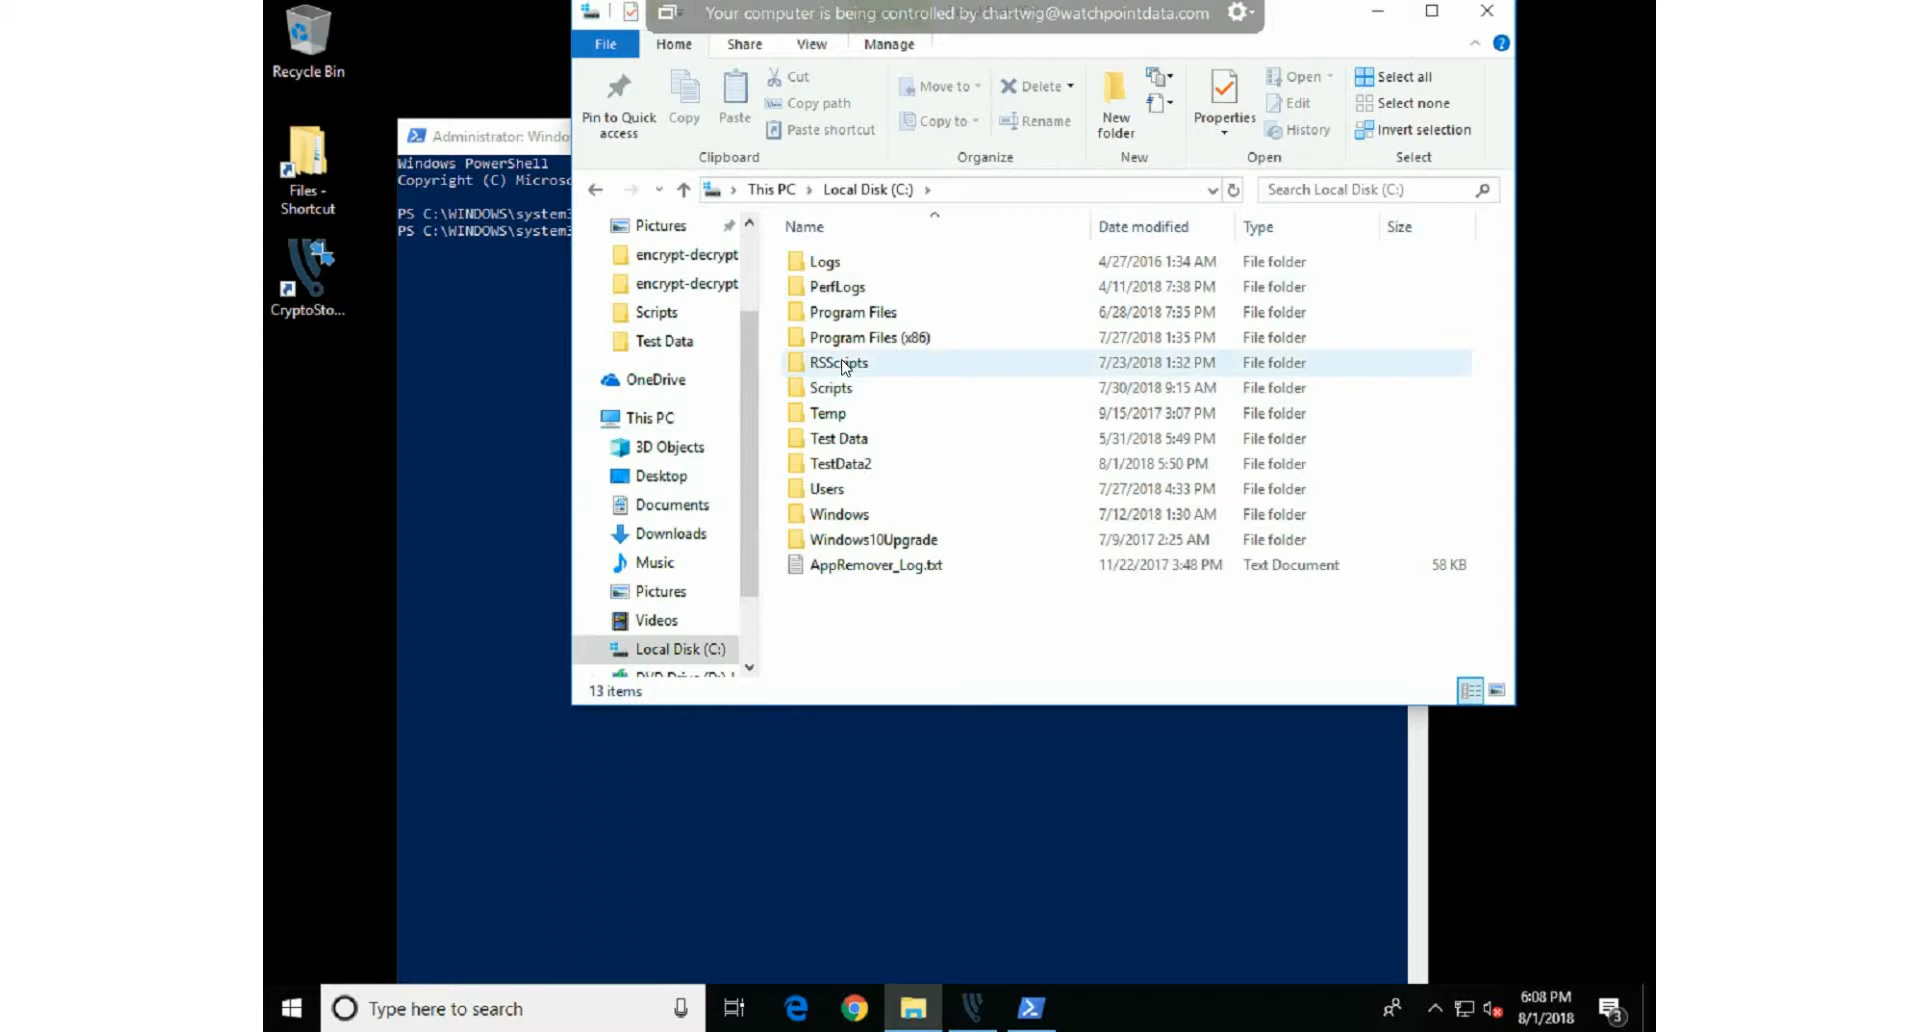 Recycle Bin
Files -
Shortcut
CryptoSto...
Administrator: Windo
Windows PowerShell
Copyright (C) Microso
PS C:\WINDOWS\system3
PS C:\WINDOWS\system3
Your computer is being controlled by chartwig@watchpointdata.com
File Home Share View Manage
Pin to Quick
access
Copy
Paste
Cut
Copy path
Paste shortcut
Clipboard
Move to
Copy to
Delete
Rename
Organize
New
folder
New
Properties
Open
Edit
History
Open
Select all
Select none
Invert selection
Select
This PC > Local Disk (C:) >
Search Local Disk (C:)
Pictures
encrypt-decrypt
encrypt-decrypt
Scripts
Test Data
OneDrive
This PC
3D Objects
Desktop
Documents
Downloads
Music
Pictures
Videos
Local Disk (C:)
Name Date modified Type Size
Logs 4/27/2016 1:34 AM File folder
PerfLogs 4/11/2018 7:38 PM File folder
Program Files 6/28/2018 7:35 PM File folder
Program Files (x86) 7/27/2018 1:35 PM File folder
RSScripts 7/23/2018 1:32 PM File folder
Scripts 7/30/2018 9:15 AM File folder
Temp 9/15/2017 3:07 PM File folder
Test Data 5/31/2018 5:49 PM File folder
TestData2 8/1/2018 5:50 PM File folder
Users 7/27/2018 4:33 PM File folder
Windows 7/12/2018 1:30 AM File folder
Windows10Upgrade 7/9/2017 2:25 AM File folder
AppRemover_Log.txt 11/22/2017 3:48 PM Text Document 58 KB
13 items
Type here to search
6:08 PM
8/1/2018
3